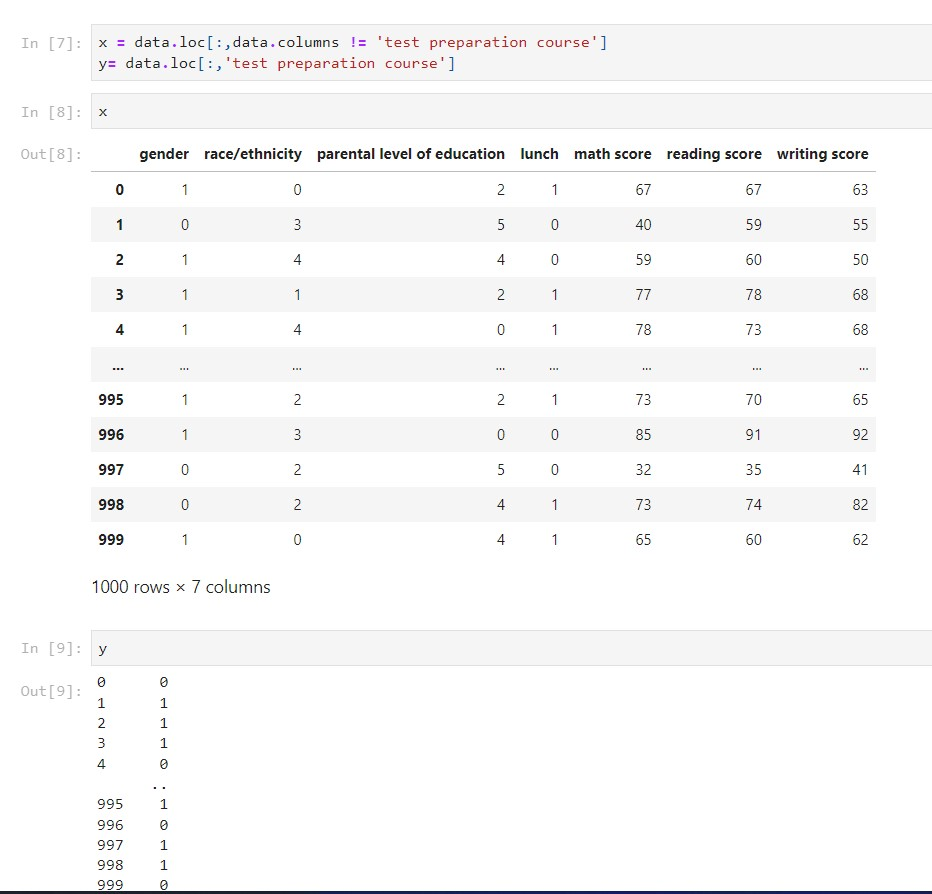 In [7]: x = data.loc[:,data.columns != 'test preparation course']
y= data.loc[:,'test preparation course']
In [8]: x
Out[8]: gender race/ethnicity parental level of education lunch math score reading score writing score
0 1 0 2 1 67 67 63
1 0 3 5 0 40 59 55
2 1 4 4 0 59 60 50
3 1 1 2 1 77 78 68
4 1 4 0 1 78 73 68
... ... ... ... ... ... ... ...
995 1 2 2 1 73 70 65
996 1 3 0 0 85 91 92
997 0 2 5 0 32 35 41
998 0 2 4 1 73 74 82
999 1 0 4 1 65 60 62
1000 rows × 7 columns
In [9]: y
Out[9]: 0 0
1 1
2 1
3 1
4 0
..
995 1
996 0
997 1
998 1
999 0